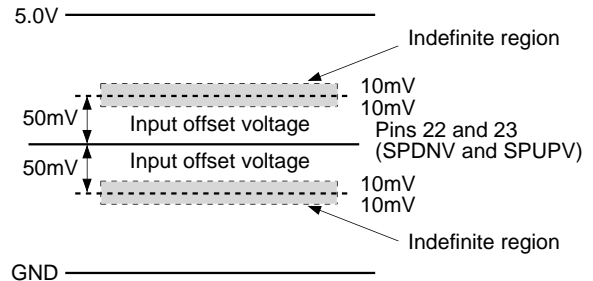 5.0V
Indefinite region
10mV
10mV
50mV
Input offset voltage
Pins 22 and 23
(SPDNV and SPUPV)
50mV
Input offset voltage
10mV
10mV
Indefinite region
GND